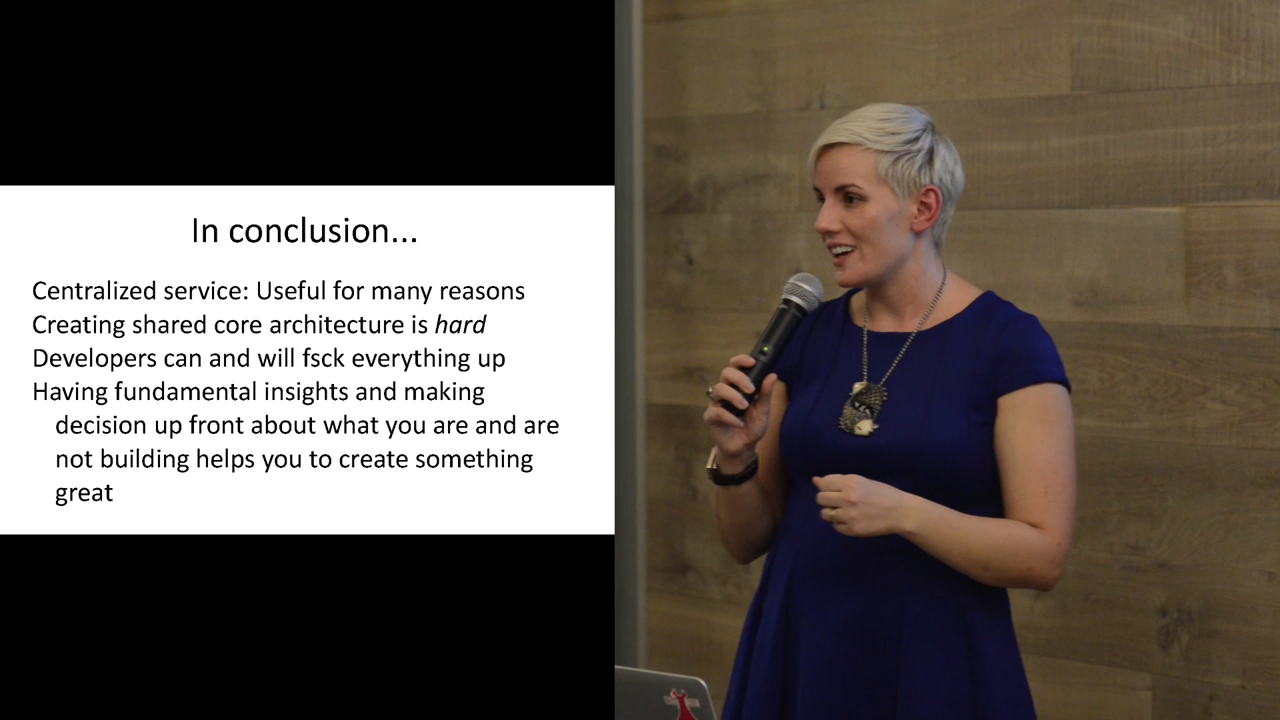 In conclusion...
Centralized service: Useful for many reasons
Creating shared core architecture is hard
Developers can and will fsck everything up
Having fundamental insights and making
decision up front about what you are and are
not building helps you to create something
great